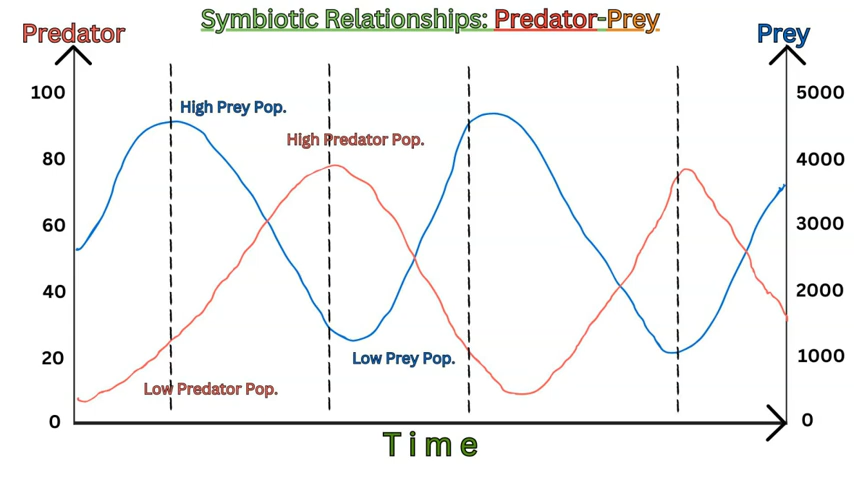 Symbiotic Relationships: Predator-Prey
Predator
Prey
100
80
60
40
20
0
5000
4000
3000
2000
1000
0
High Prey Pop.
High Predator Pop.
Low Prey Pop.
Low Predator Pop.
Time